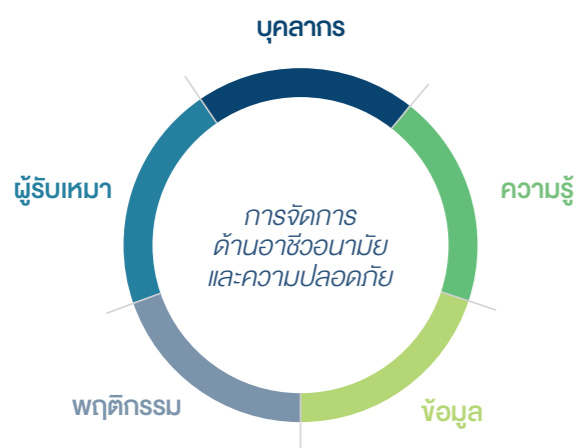 บุคลากร
ผู้รับเหมา
ความรู้
การจัดการ
ด้านอาชีวอนามัย
และความปลอดภัย
พฤติกรรม
ข้อมูล